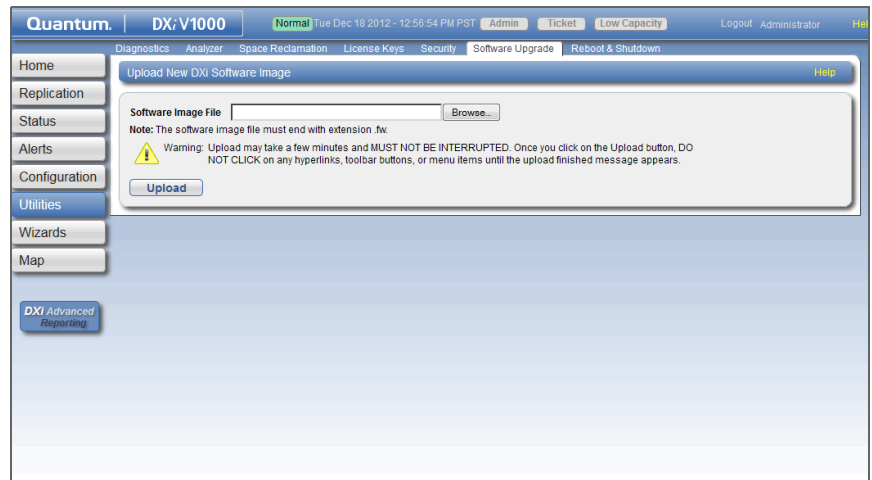 Quantum. DXi V1000 Normal Tue Dec 18 2012 - 12:56:54 PM PST Admin Ticket Low Capacity Logout Administrator Hel
Diagnostics Analyzer Space Reclamation License Keys Security Software Upgrade Reboot & Shutdown
Home
Upload New DXi Software Image Help
Replication
Software Image File Browse...
Status
Note: The software image file must end with extension .fw.
Alerts
Warning: Upload may take a few minutes and MUST NOT BE INTERRUPTED. Once you click on the Upload button, DO
NOT CLICK on any hyperlinks, toolbar buttons, or menu items until the upload finished message appears.
Configuration
Upload
Utilities
Wizards
Map
DXi Advanced
Reporting